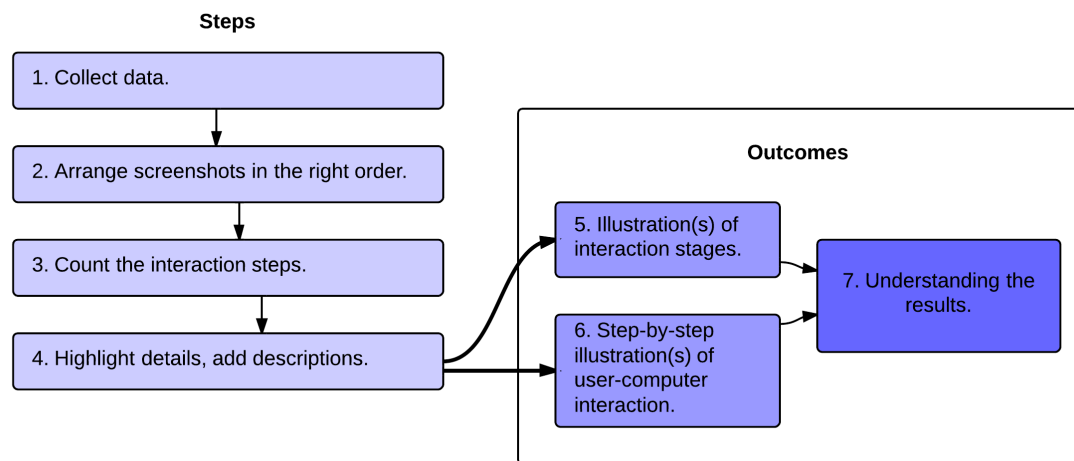 Steps
1. Collect data.
2. Arrange screenshots in the right order.
3. Count the interaction steps.
4. Highlight details, add descriptions.
Outcomes
5. Illustration(s) of
interaction stages.
6. Step-by-step
illustration(s) of
user-computer
interaction.
7. Understanding the
results.